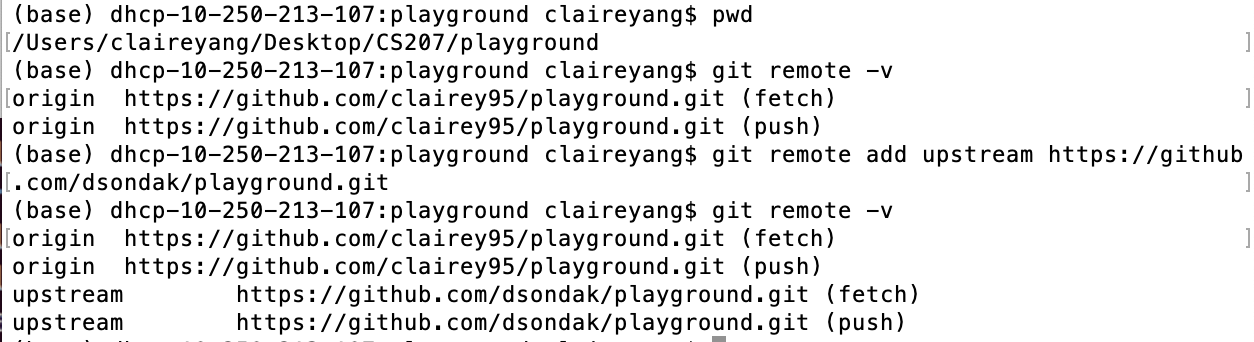 (base) dhcp-10-250-213-107:playground claireyang$ pwd
[/Users/claireyang/Desktop/CS207/playground ]
(base) dhcp-10-250-213-107:playground claireyang$ git remote -v
[origin  https://github.com/clairey95/playground.git (fetch) ]
origin  https://github.com/clairey95/playground.git (push)
(base) dhcp-10-250-213-107:playground claireyang$ git remote add upstream https://github
[.com/dsondak/playground.git ]
(base) dhcp-10-250-213-107:playground claireyang$ git remote -v
[origin  https://github.com/clairey95/playground.git (fetch) ]
origin  https://github.com/clairey95/playground.git (push)
upstream        https://github.com/dsondak/playground.git (fetch)
upstream        https://github.com/dsondak/playground.git (push)